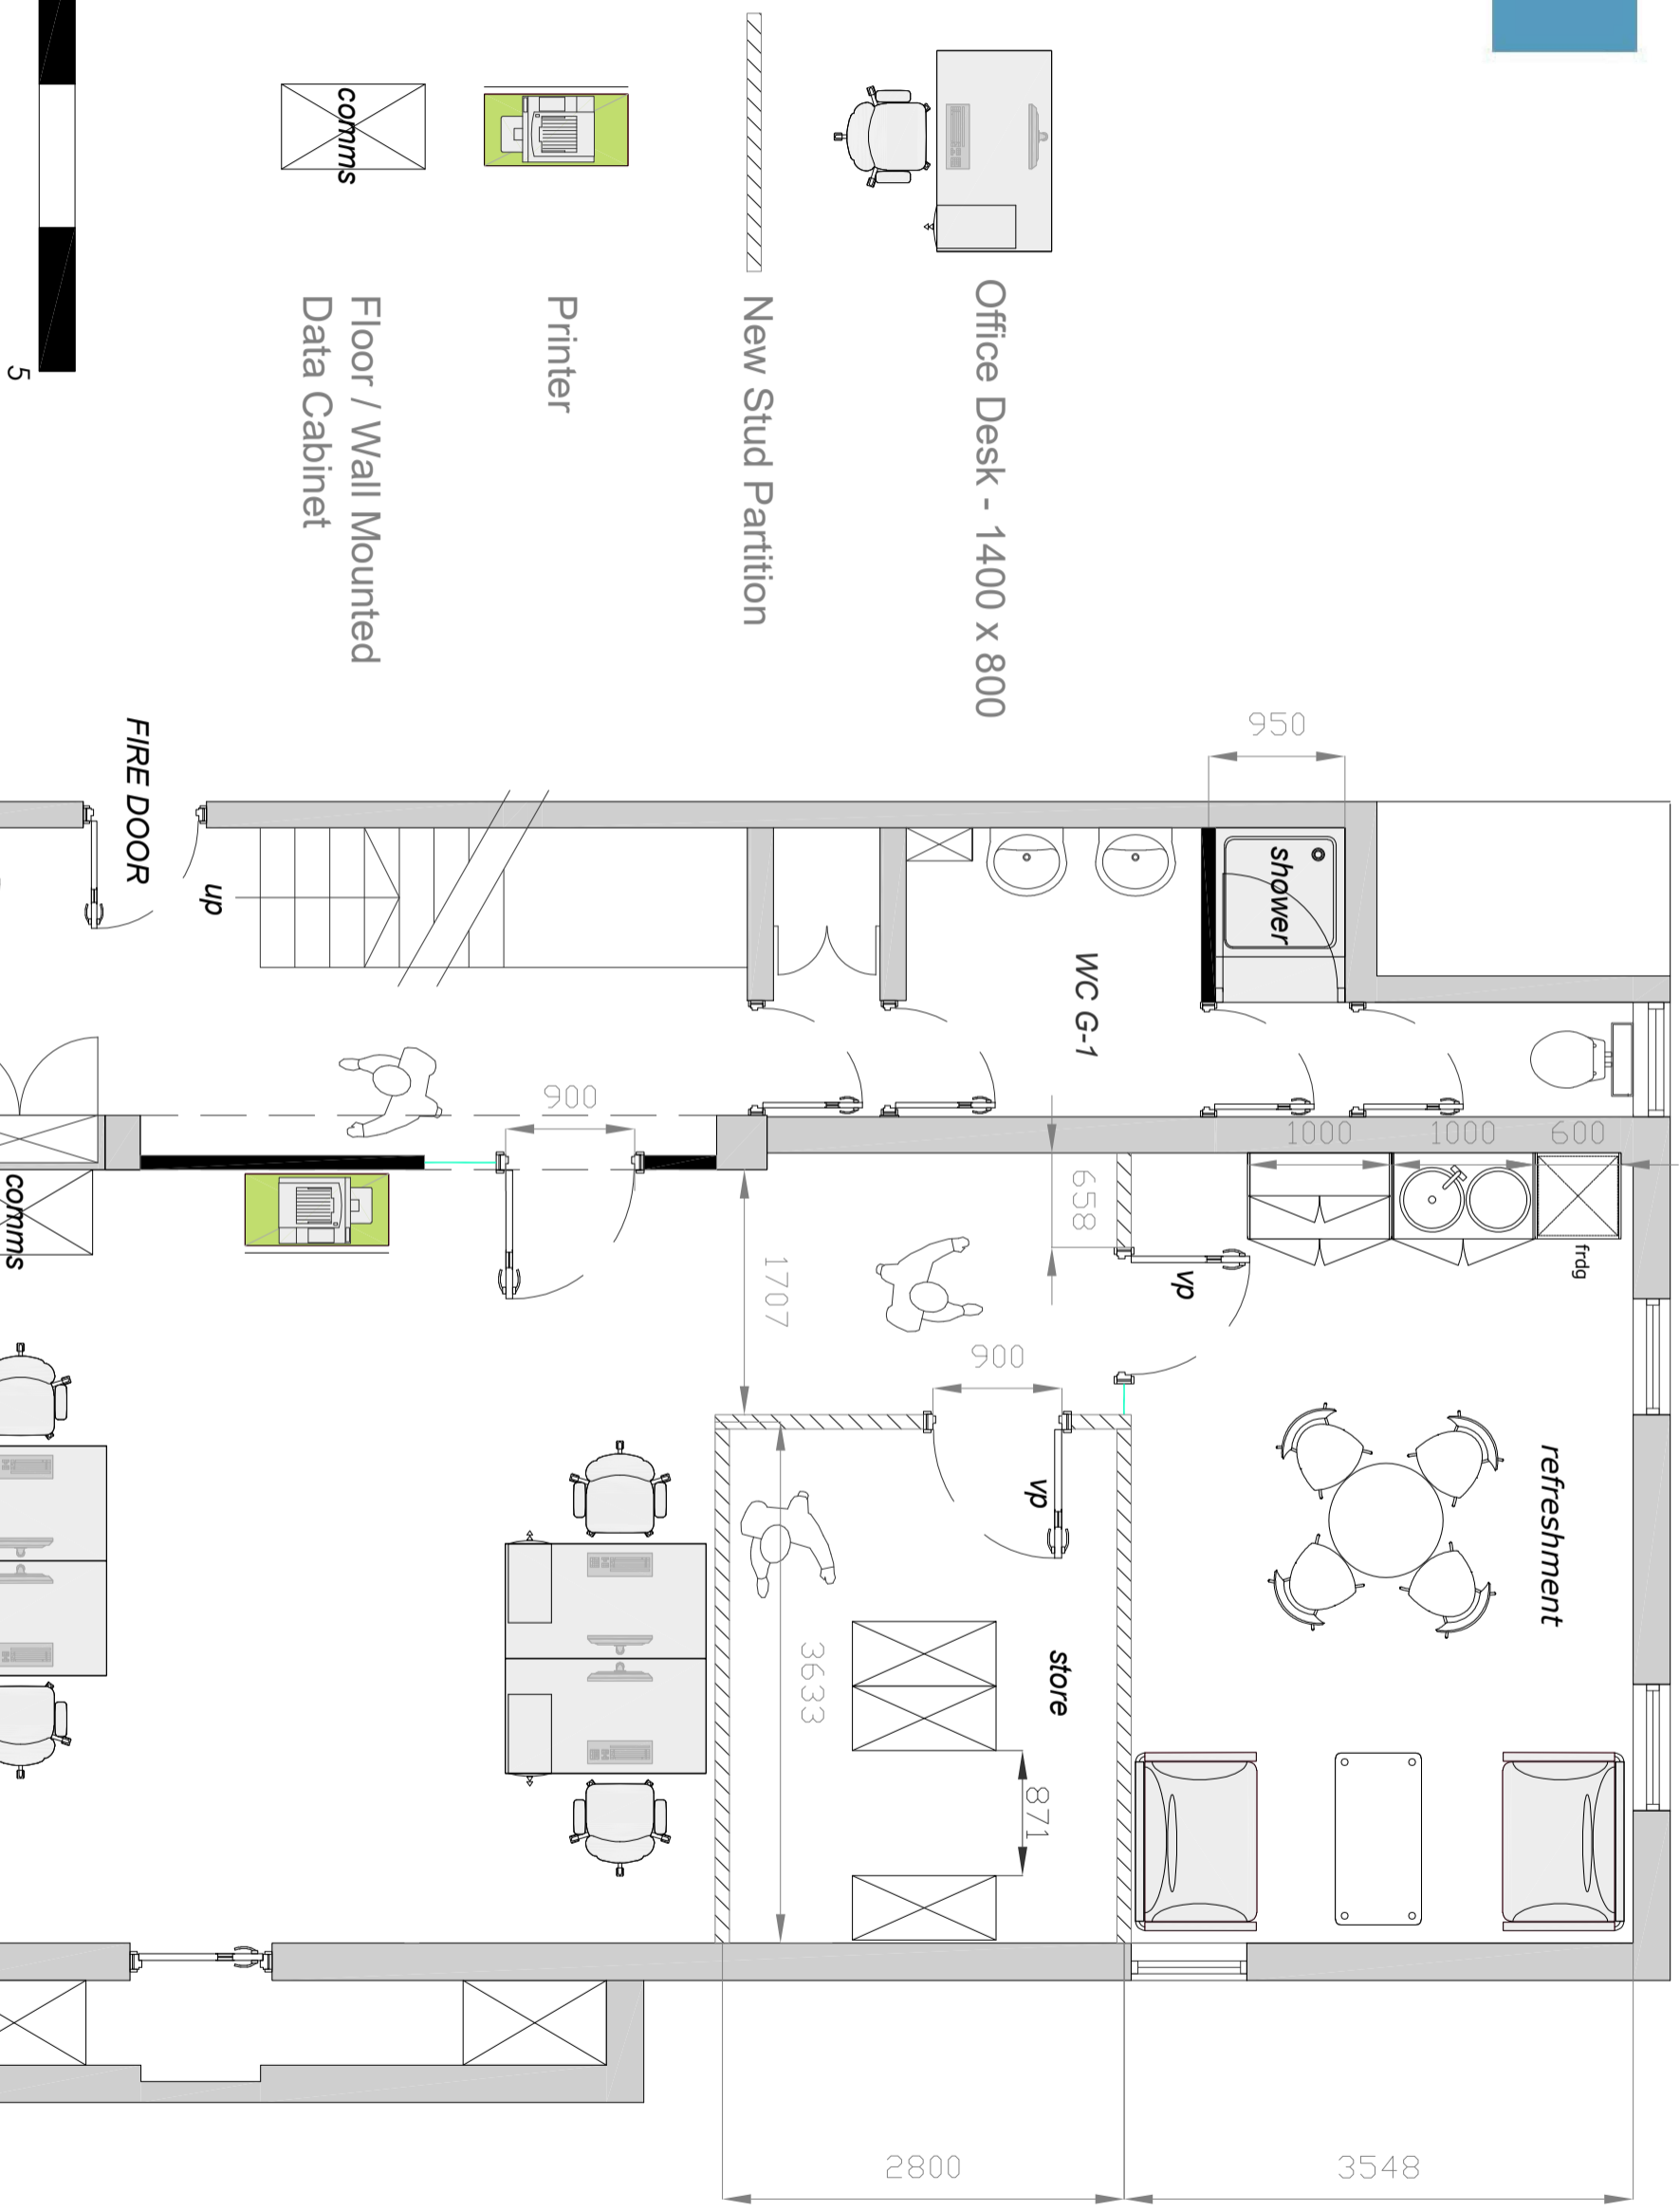 Office Desk - 1400 x 800
New Stud Partition
Printer
comms
Floor / Wall Mounted
Data Cabinet
5
FIRE DOOR
up
950
shower
WC G-1
900
1000
1000
600
658
frdg
vp
1707
900
comms
refreshment
vp
store
3633
871
2800
3548